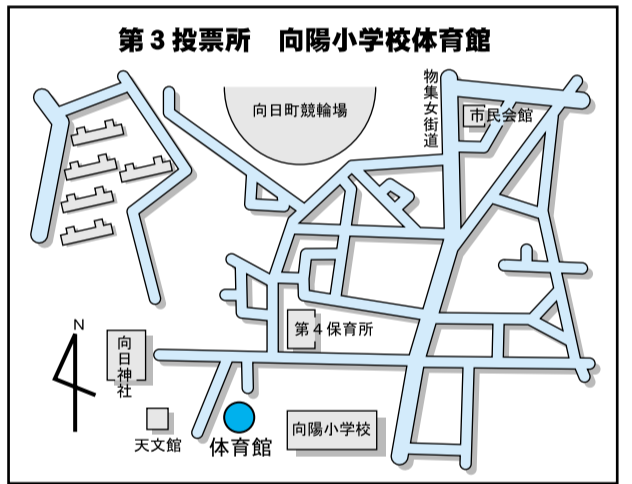 第３投票所　向陽小学校体育館
物集女街道
向日町競輪場
市民会館
第４保育所
N
向日神社
天文館
体育館
向陽小学校